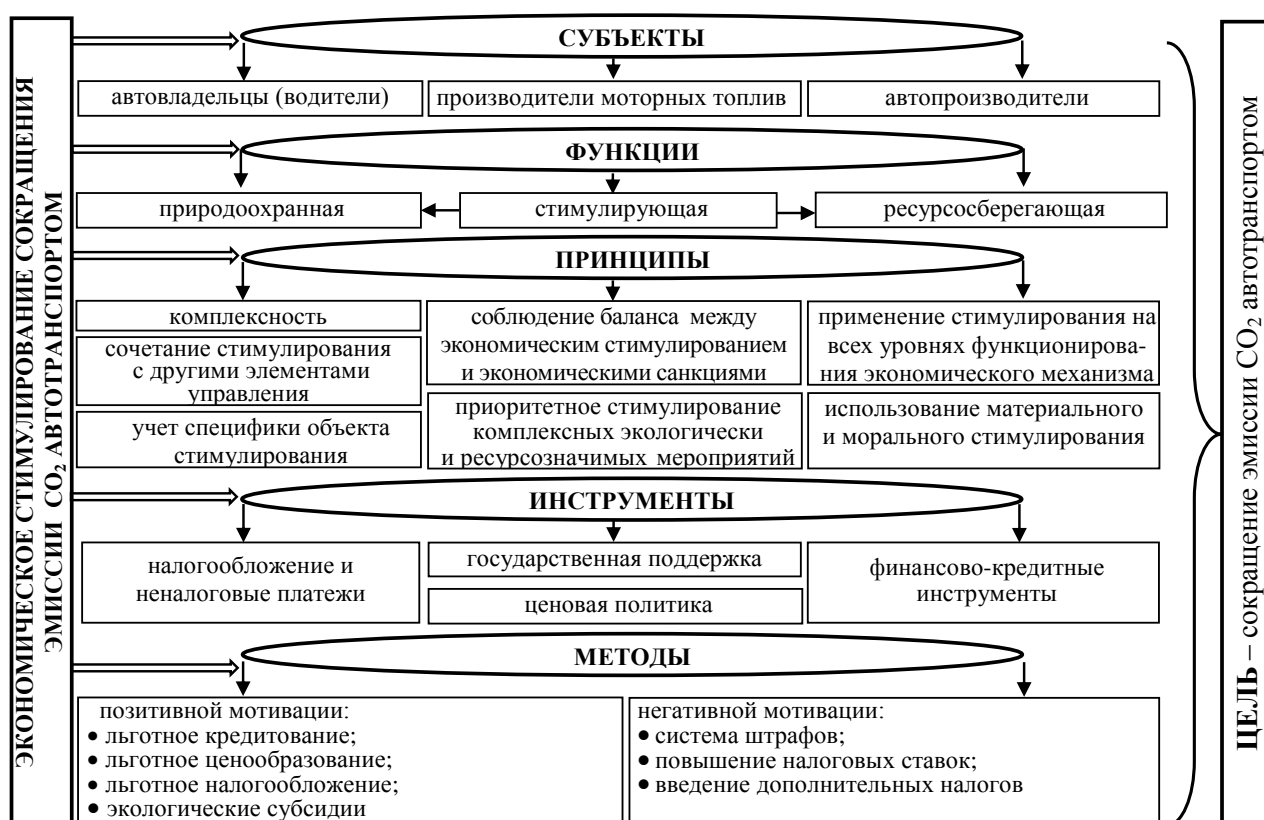 ЭКОНОМИЧЕСКОЕ СТИМУЛИРОВАНИЕ СОКРАЩЕНИЯ
ЭМИССИИ CO₂ АВТОТРАНСПОРТОМ
СУБЪЕКТЫ
автовладельцы (водители)
производители моторных топлив
автопроизводители
ФУНКЦИИ
природоохранная
стимулирующая
ресурсосберегающая
ПРИНЦИПЫ
комплексность
сочетание стимулирования
с другими элементами
управления
учет специфики объекта
стимулирования
соблюдение баланса между
экономическим стимулированием
и экономическими санкциями
приоритетное стимулирование
комплексных экологически
и ресурсозначимых мероприятий
применение стимулирования на
всех уровнях функционирова-
ния экономического механизма
использование материального
и морального стимулирования
ИНСТРУМЕНТЫ
налогообложение и
неналоговые платежи
государственная поддержка
ценовая политика
финансово-кредитные
инструменты
МЕТОДЫ
позитивной мотивации:
• льготное кредитование;
• льготное ценообразование;
• льготное налогообложение;
• экологические субсидии
негативной мотивации:
• система штрафов;
• повышение налоговых ставок;
• введение дополнительных налогов
ЦЕЛЬ – сокращение эмиссии CO₂ автотранспортом